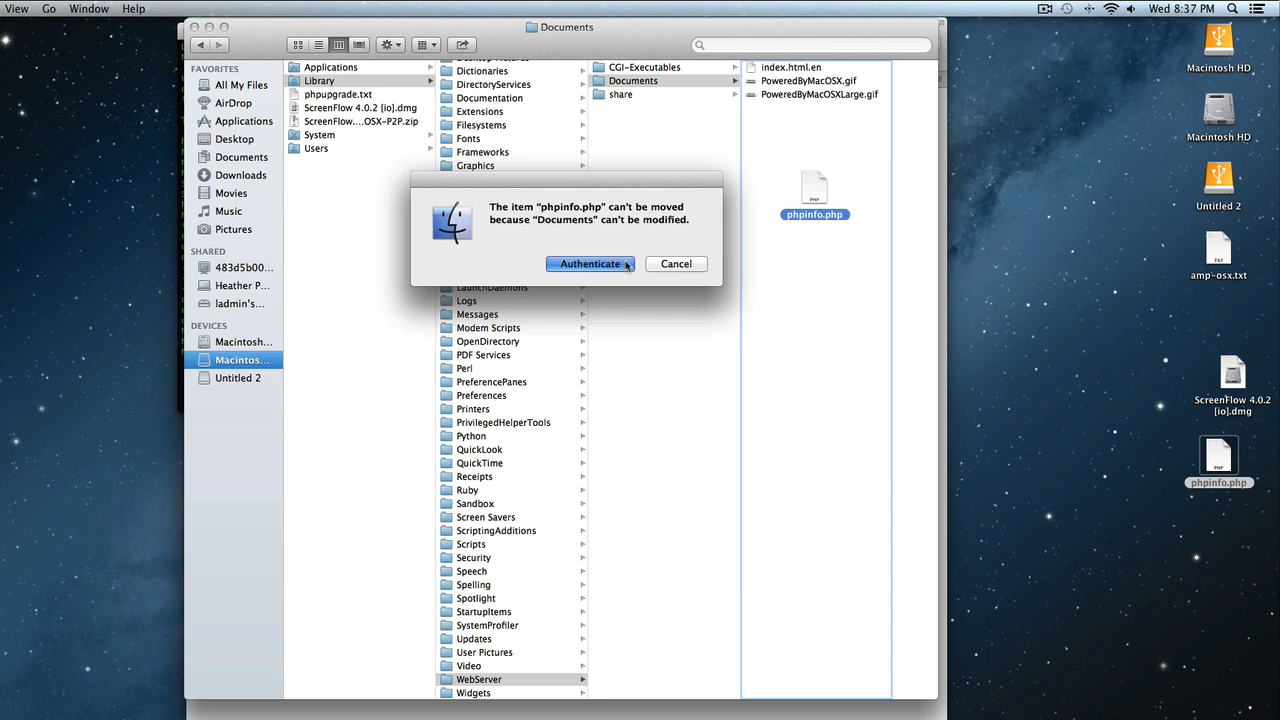 View Go Window Help
Wed 8:37 PM
Documents
FAVORITES
All My Files
AirDrop
Applications
Desktop
Documents
Downloads
Movies
Music
Pictures
SHARED
483d5b00...
Heather P...
ladmin's...
DEVICES
Macintosh...
Macintos...
Untitled 2
Applications
Library
phpupgrade.txt
ScreenFlow 4.0.2 [io].dmg
ScreenFlow....OSX-P2P.zip
System
Users
Dictionaries
DirectoryServices
Documentation
Extensions
Filesystems
Fonts
Frameworks
Graphics
LaunchDaemons
Logs
Messages
Modem Scripts
OpenDirectory
PDF Services
Perl
PreferencePanes
Preferences
Printers
PrivilegedHelperTools
Python
QuickLook
QuickTime
Receipts
Ruby
Sandbox
Screen Savers
ScriptingAdditions
Scripts
Security
Speech
Spelling
Spotlight
StartupItems
SystemProfiler
Updates
User Pictures
Video
WebServer
Widgets
CGI-Executables
Documents
share
index.html.en
PoweredByMacOSX.gif
PoweredByMacOSXLarge.gif
PHP
phpinfo.php
The item “phpinfo.php” can’t be moved
because “Documents” can’t be modified.
Authenticate
Cancel
Macintosh HD
Macintosh HD
Untitled 2
TXT
amp-osx.txt
ScreenFlow 4.0.2
[io].dmg
PHP
phpinfo.php